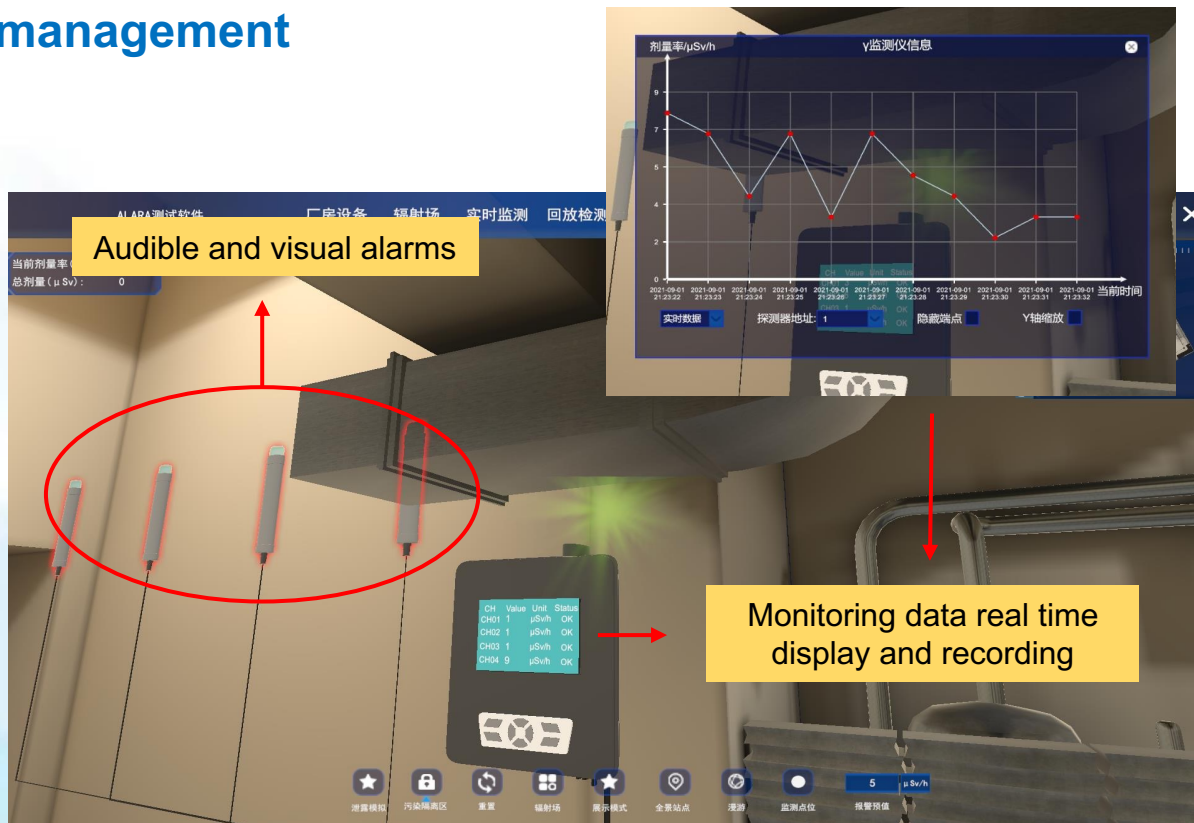 management
剂量率/μSv/h
γ监测仪信息
9
7
5
4
2
0
2021-09-01 2021-09-01 2021-09-01 2021-09-01 2021-09-01 2021-09-01 2021-09-01 2021-09-01 2021-09-01 2021-09-01 2021-09-01
21:23:22 21:23:23 21:23:24 21:23:25 21:23:26 21:23:27 21:23:28 21:23:29 21:23:30 21:23:31 21:23:32
当前时间
实时数据
探测器地址: 1
隐藏端点
Y轴缩放
ALARA测试软件
厂房设备 辐射场 实时监测 回放检测
Audible and visual alarms
当前剂量率(
总剂量(μSv): 0
CH Value Unit Status
CH01 1 μSv/h OK
CH02 1 μSv/h OK
CH03 1 μSv/h OK
CH04 9 μSv/h OK
Monitoring data real time
display and recording
5 μSv/h
泄露模拟 污染隔离区 重置 辐射场 展示模式 全景站点 漫游 监测点位 报警预值